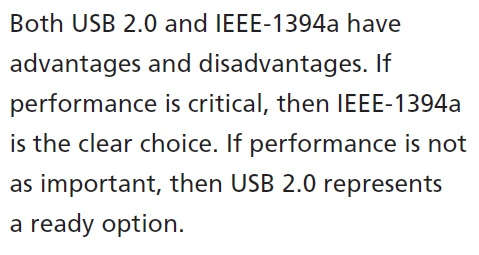 Both USB 2.0 and IEEE-1394a have
advantages and disadvantages. If
performance is critical, then IEEE-1394a
is the clear choice. If performance is not
as important, then USB 2.0 represents
a ready option.